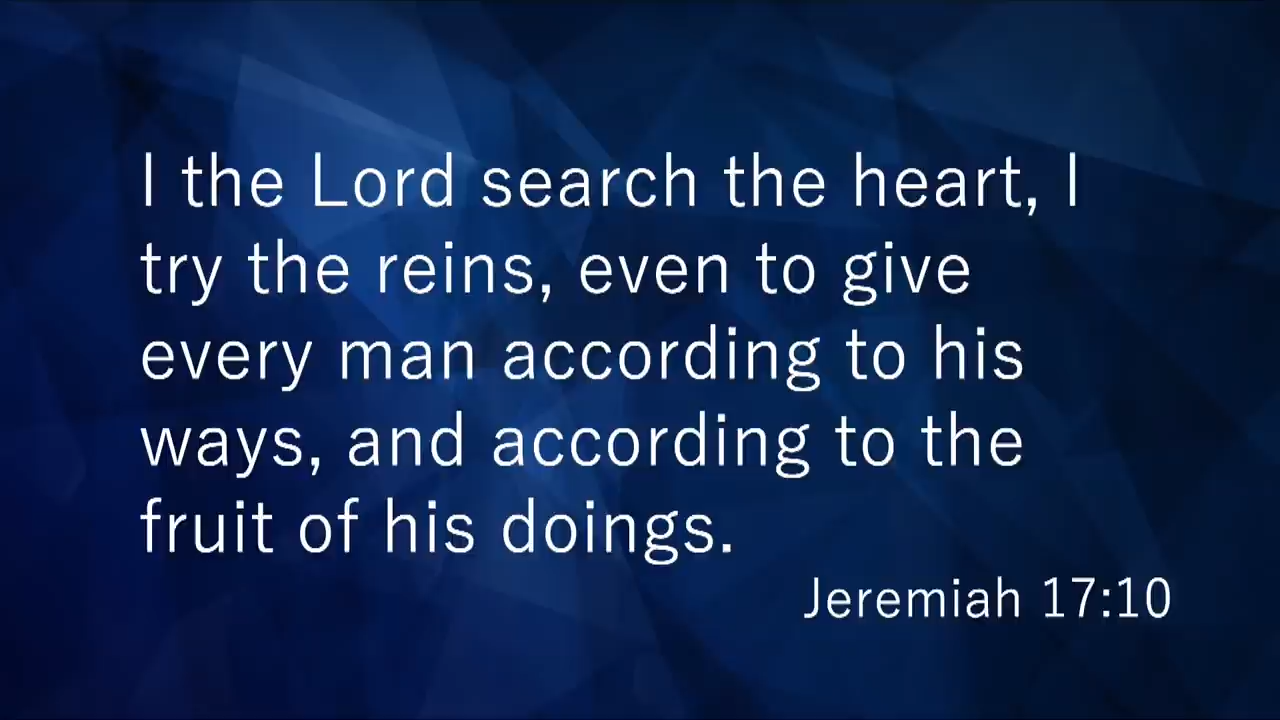 I the Lord search the heart, I
try the reins, even to give
every man according to his
ways, and according to the
fruit of his doings.
Jeremiah 17:10